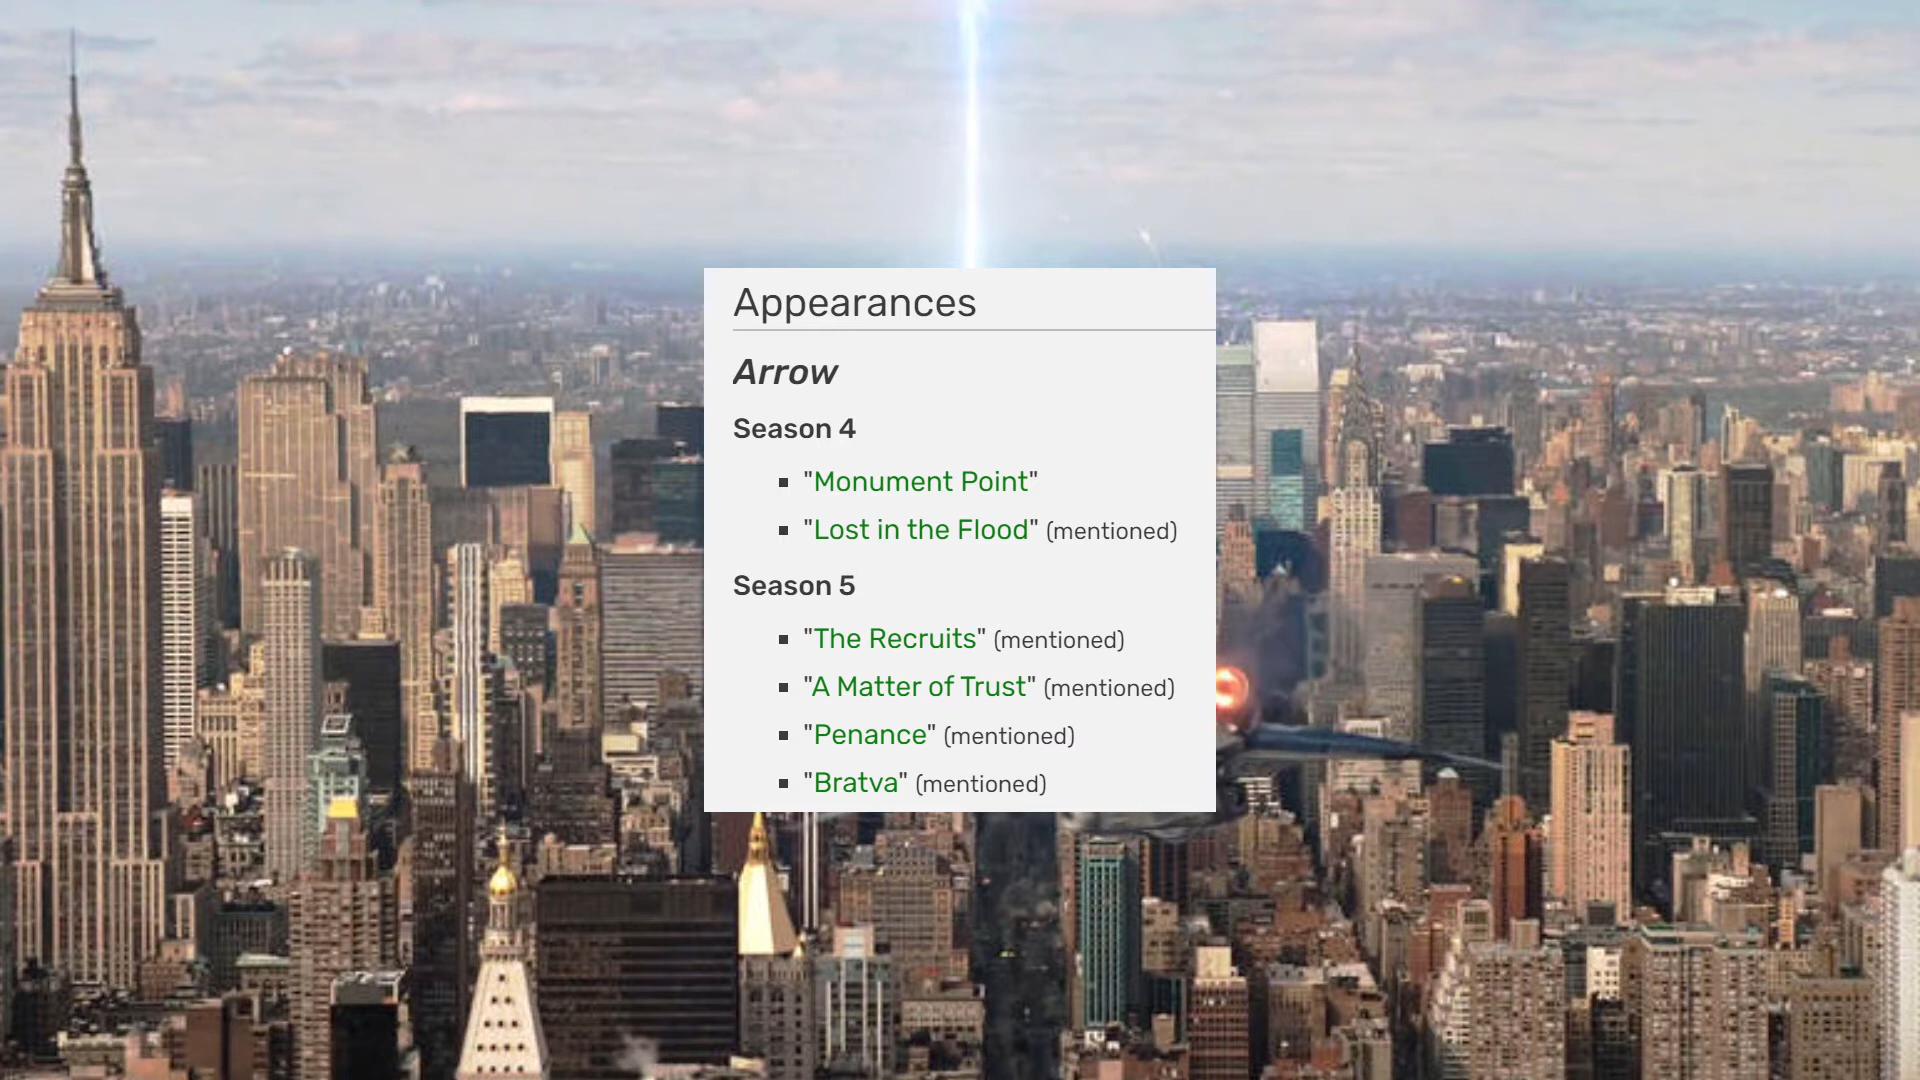 Appearances
Arrow
Season 4
"Monument Point"
"Lost in the Flood" (mentioned)
Season 5
"The Recruits" (mentioned)
"A Matter of Trust" (mentioned)
"Penance" (mentioned)
"Bratva" (mentioned)